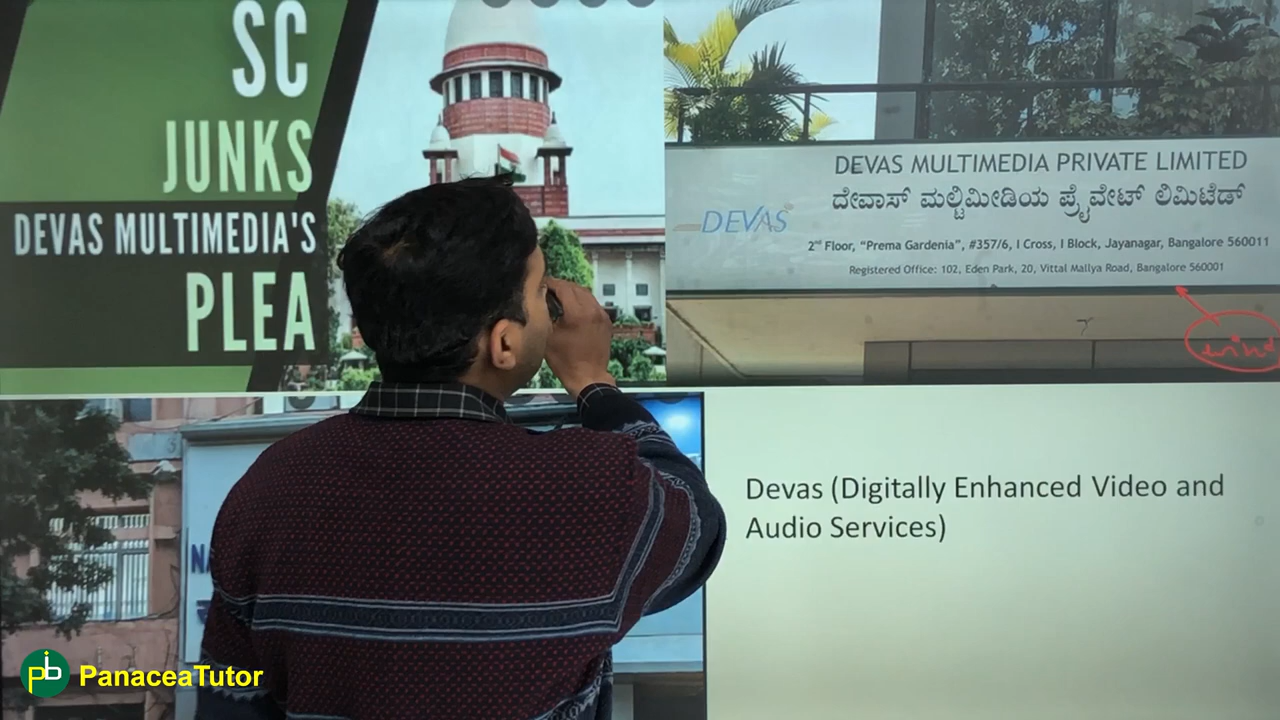 SC
JUNKS
DEVAS MULTIMEDIA'S
PLEA
DEVAS MULTIMEDIA PRIVATE LIMITED
ದೇವಾಸ್ ಮಲ್ಟಿಮೀಡಿಯ ಪ್ರೈವೇಟ್ ಲಿಮಿಟೆಡ್
DEVAS
2nd Floor, "Prema Gardenia", #357/6, I Cross, I Block, Jayanagar, Bangalore 560011
Registered Office: 102, Eden Park, 20, Vittal Mallya Road, Bangalore 560001
Devas (Digitally Enhanced Video and
Audio Services)
PanaceaTutor